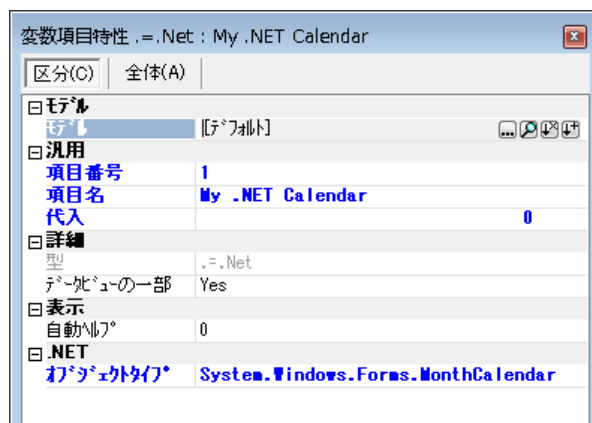 変数項目特性 .=.Net : My .NET Calendar
区分(C) 全体(A)
モデル
モデル [デフォルト]
汎用
項目番号 1
項目名 My .NET Calendar
代入 0
詳細
型 .=.Net
データビューの一部 Yes
表示
自動ヘルプ 0
.NET
オブジェクトタイプ System.Windows.Forms.MonthCalendar